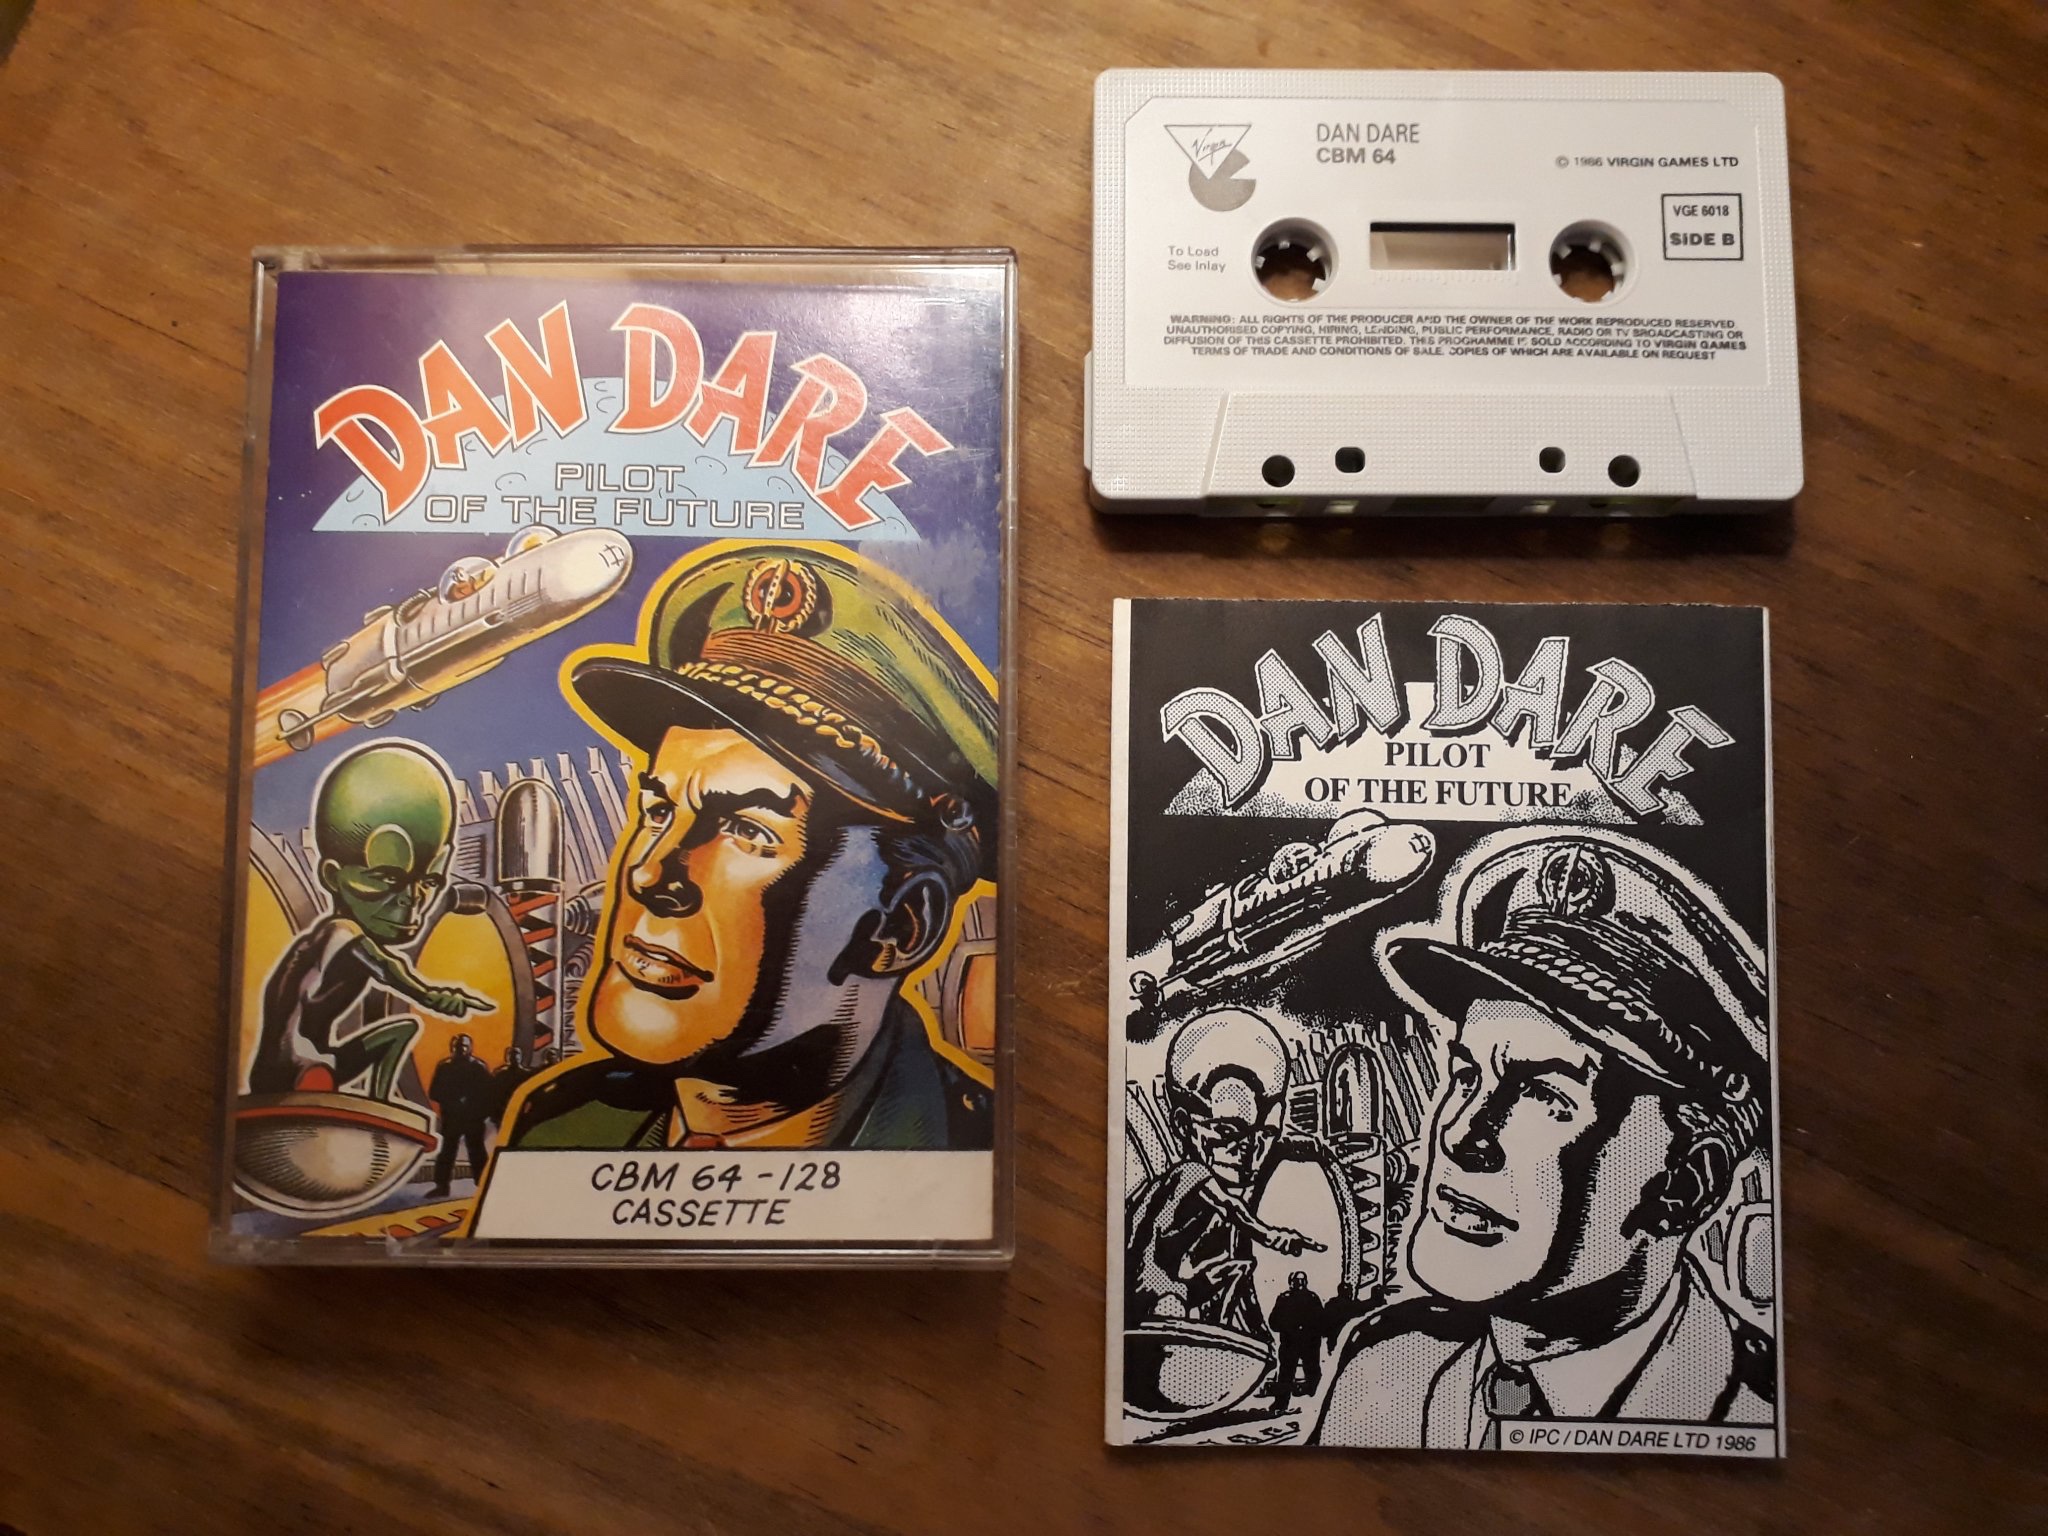 DAN DARE
PILOT
OF THE FUTURE
CBM 64 - 128
CASSETTE
Virgin
DAN DARE
CBM 64
© 1986 VIRGIN GAMES LTD
VGE 6018
SIDE B
To Load
See Inlay
WARNING: ALL RIGHTS OF THE PRODUCER AND THE OWNER OF THE WORK REPRODUCED RESERVED.
UNAUTHORISED COPYING, HIRING, LENDING, PUBLIC PERFORMANCE, RADIO OR TV BROADCASTING OR
DIFFUSION OF THIS CASSETTE PROHIBITED. THIS PROGRAMME IS SOLD ACCORDING TO VIRGIN GAMES
TERMS OF TRADE AND CONDITIONS OF SALE. COPIES OF WHICH ARE AVAILABLE ON REQUEST
DAN DARE
PILOT
OF THE FUTURE
© IPC / DAN DARE LTD 1986